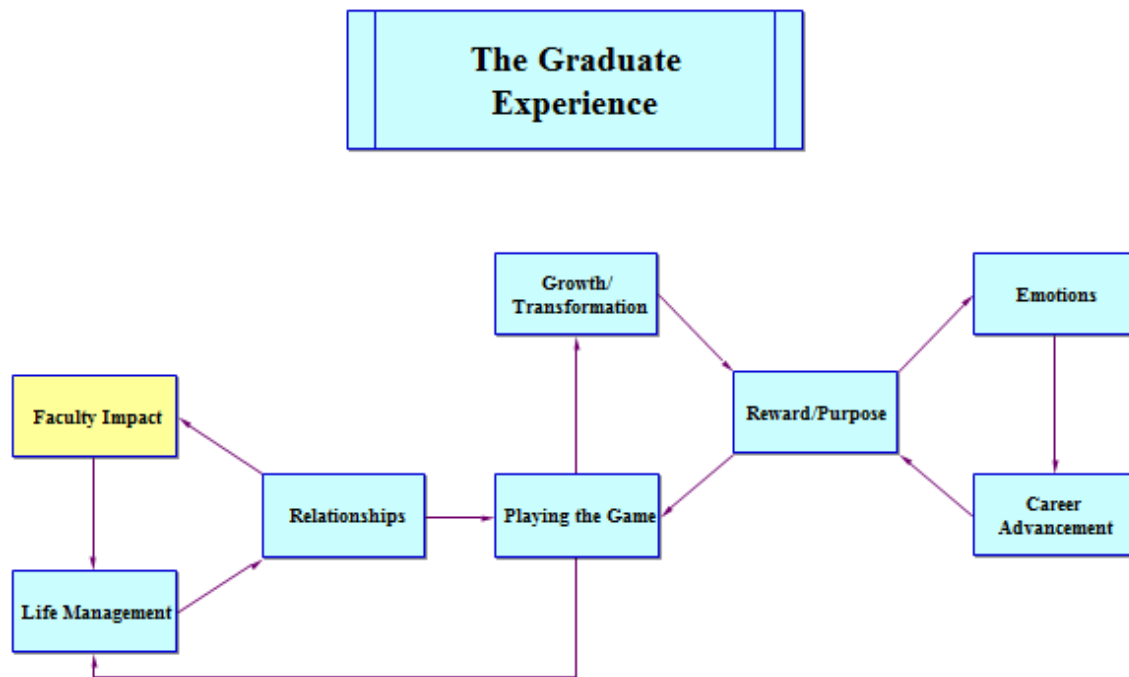 The Graduate
Experience
Growth/
Transformation
Emotions
Faculty Impact
Reward/Purpose
Relationships
Playing the Game
Career
Advancement
Life Management